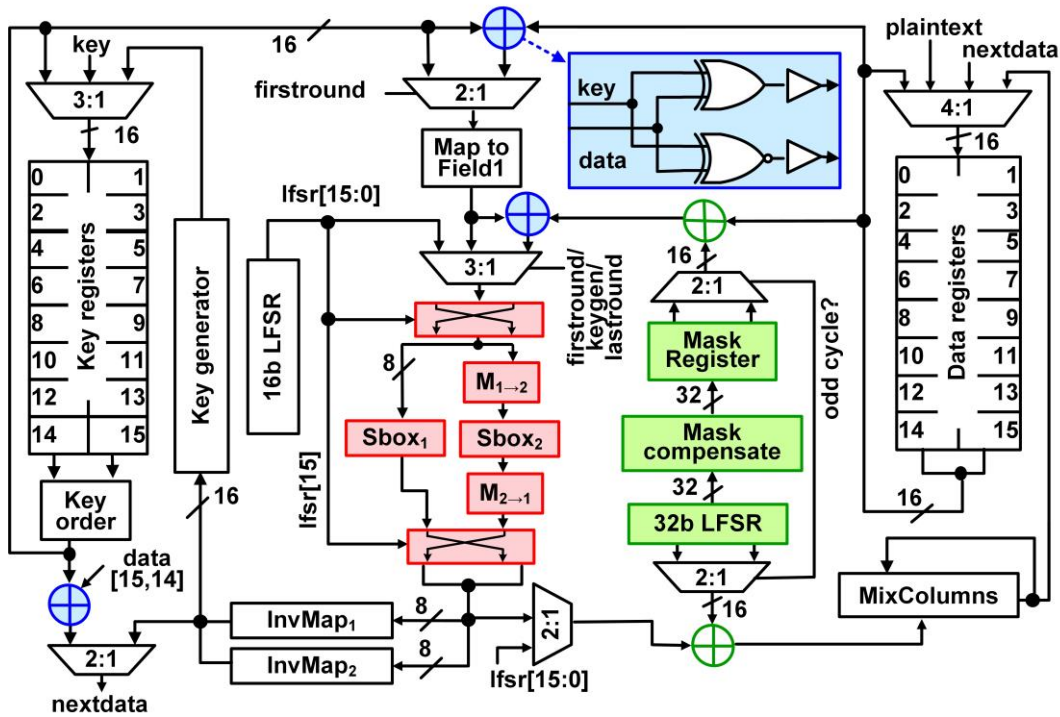 16
key
firstround
3:1
16
2:1
Map to
Field1
key
data
plaintext
nextdata
4:1
16
0
1
2
3
4
5
6
7
8
9
10
11
12
13
14
15
Key registers
Key generator
lfsr[15:0]
16b LFSR
3:1
firstround/
keygen/
lastround
16
2:1
odd cycle?
Mask
Register
32
Mask
compensate
32
32b LFSR
2:1
16
0
1
2
3
4
5
6
7
8
9
10
11
12
13
14
15
Data registers
16
8
M1→2
Sbox1
Sbox2
M2→1
lfsr[15]
Key
order
16
data
[15,14]
2:1
nextdata
InvMap1
8
InvMap2
8
2:1
lfsr[15:0]
MixColumns